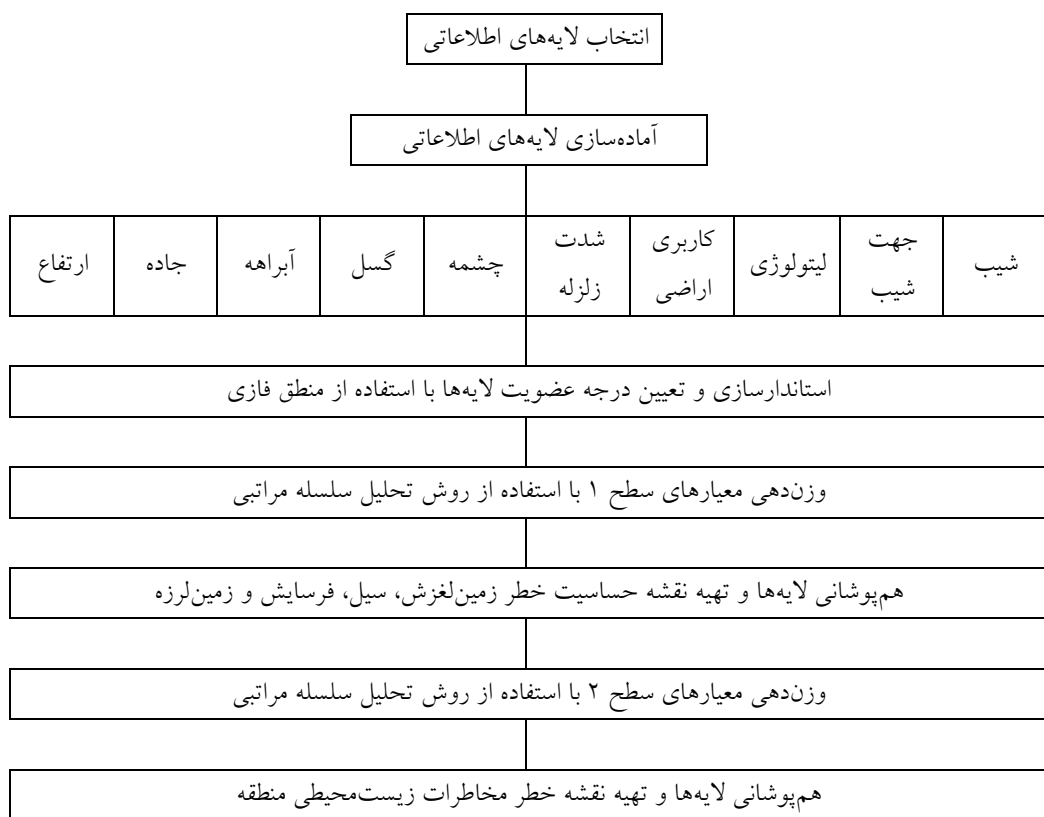 انتخاب لایه‌های اطلاعاتی
آماده‌سازی لایه‌های اطلاعاتی
شیب
جهت
شیب
لیتولوژی
کاربری
اراضی
شدت
زلزله
چشمه
گسل
آبراهه
جاده
ارتفاع
استاندارسازی و تعیین درجه عضویت لایه‌ها با استفاده از منطق فازی
وزن‌دهی معیارهای سطح ۱ با استفاده از روش تحلیل سلسله مراتبی
هم‌پوشانی لایه‌ها و تهیه نقشه حساسیت خطر زمین‌لغزش، سیل، فرسایش و زمین‌لرزه
وزن‌دهی معیارهای سطح ۲ با استفاده از روش تحلیل سلسله مراتبی
هم‌پوشانی لایه‌ها و تهیه نقشه خطر مخاطرات زیست‌محیطی منطقه